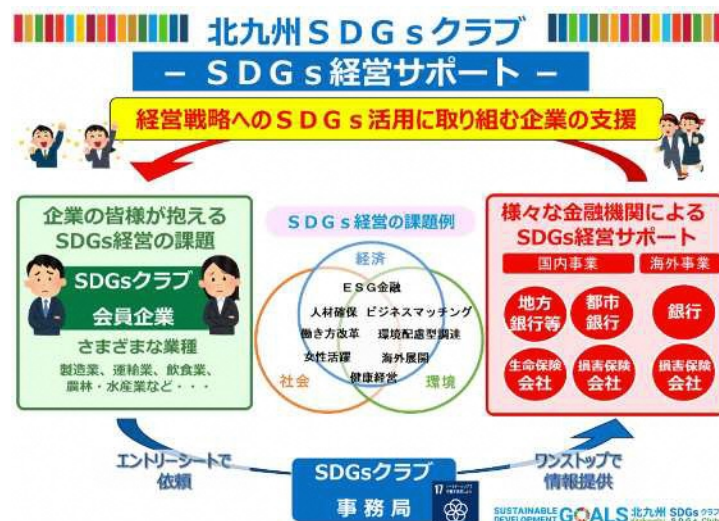 北九州SDGsクラブ
－ SDGs経営サポート －
経営戦略へのSDGs活用に取り組む企業の支援
企業の皆様が抱える
SDGs経営の課題
SDGsクラブ
会員企業
さまざまな業種
製造業、運輸業、飲食業、
農林・水産業など・・・
SDGs経営の課題例
経済
ESG金融
人材確保 ビジネスマッチング
働き方改革 環境配慮型調達
女性活躍 海外展開
健康経営
社会
環境
様々な金融機関による
SDGs経営サポート
国内事業
海外事業
地方
銀行等
都市
銀行
銀行
生命保険
会社
損害保険
会社
損害保険
会社
エントリーシートで
依頼
SDGsクラブ
事務局
17
ワンストップで
情報提供
SUSTAINABLE
DEVELOPMENT
GOALS
北九州 SDGs クラブ